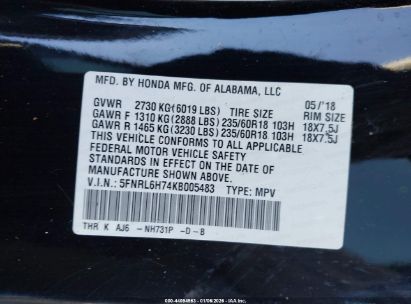 MFD. BY HONDA MFG. OF ALABAMA, LLC
GVWR 2730 KG(6019 LBS) TIRE SIZE 05/'18 RIM SIZE
GAWR F 1310 KG(2888 LBS) 235/60R18 103H 18X7.5J
GAWR R 1465 KG(3230 LBS) 235/60R18 103H 18X7.5J
THIS VEHICLE CONFORMS TO ALL APPLICABLE
FEDERAL MOTOR VEHICLE SAFETY
STANDARDS IN EFFECT ON THE DATE OF
MANUFACTURE SHOWN ABOVE.
V.I.N.: 5FNRL6H74KB005483 TYPE: MPV
THR K AJ6 - NH731P -D-B